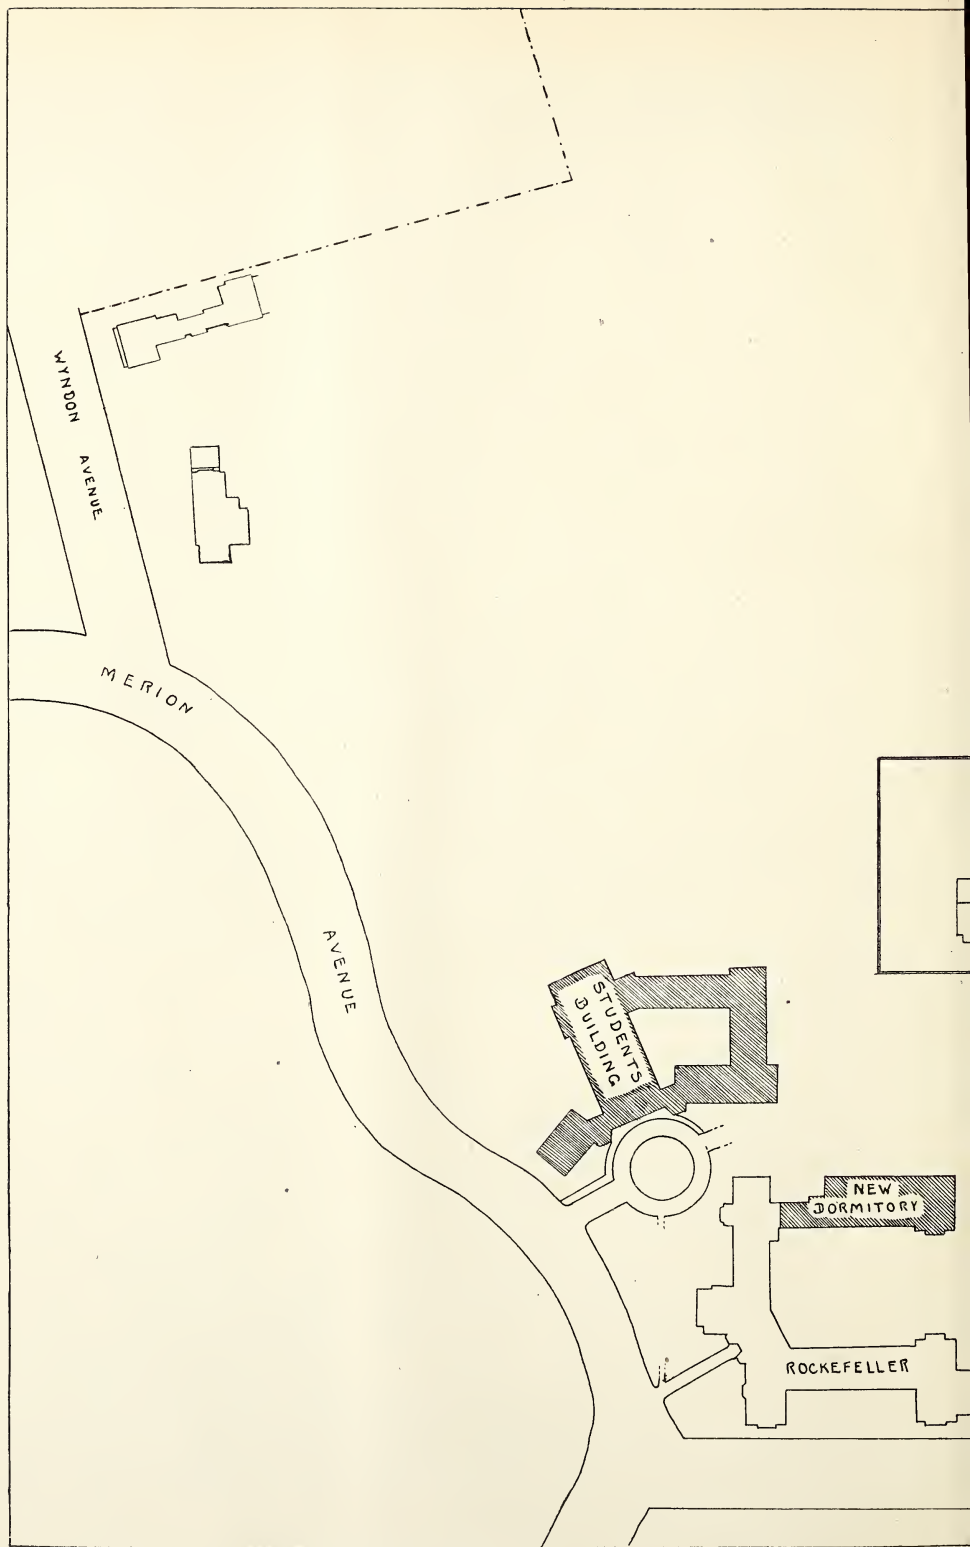 WYNDON AVENUE
MERION
AVENUE
STUDENTS
BUILDING
NEW
DORMITORY
ROCKEFELLER